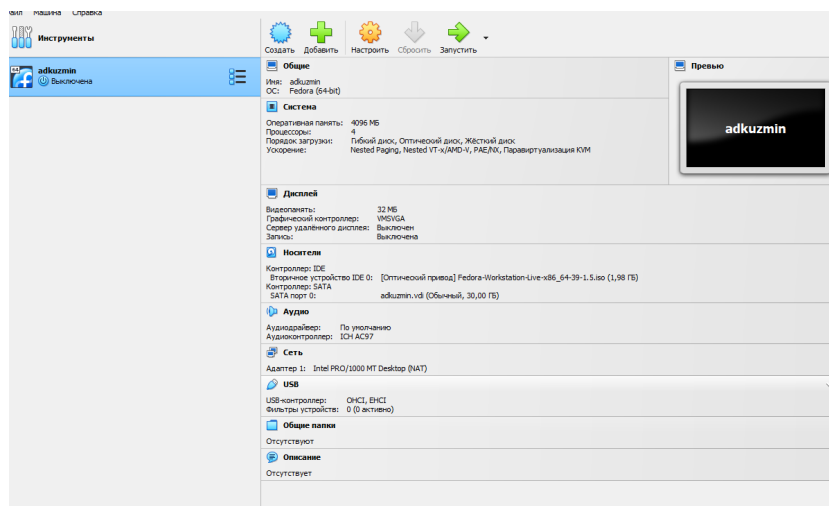 Файл Машина Справка
Инструменты
Создать Добавить Настроить Сбросить Запустить
64 adkuzmin
Выключена
Общие
Имя: adkuzmin
ОС: Fedora (64-bit)
Превью
adkuzmin
Система
Оперативная память: 4096 МБ
Процессоры: 4
Порядок загрузки: Гибкий диск, Оптический диск, Жёсткий диск
Ускорение: Nested Paging, Nested VT-x/AMD-V, PAE/NX, Паравиртуализация KVM
Дисплей
Видеопамять: 32 МБ
Графический контроллер: VMSVGA
Сервер удалённого дисплея: Выключен
Запись: Выключена
Носители
Контроллер: IDE
Вторичное устройство IDE 0: [Оптический привод] Fedora-Workstation-Live-x86_64-39-1.5.iso (1,98 ГБ)
Контроллер: SATA
SATA порт 0: adkuzmin.vdi (Обычный, 30,00 ГБ)
Аудио
Аудиодрайвер: По умолчанию
Аудиоконтроллер: ICH AC97
Сеть
Адаптер 1: Intel PRO/1000 MT Desktop (NAT)
USB
USB-контроллер: OHCI, EHCI
Фильтры устройств: 0 (0 активно)
Общие папки
Отсутствуют
Описание
Отсутствует